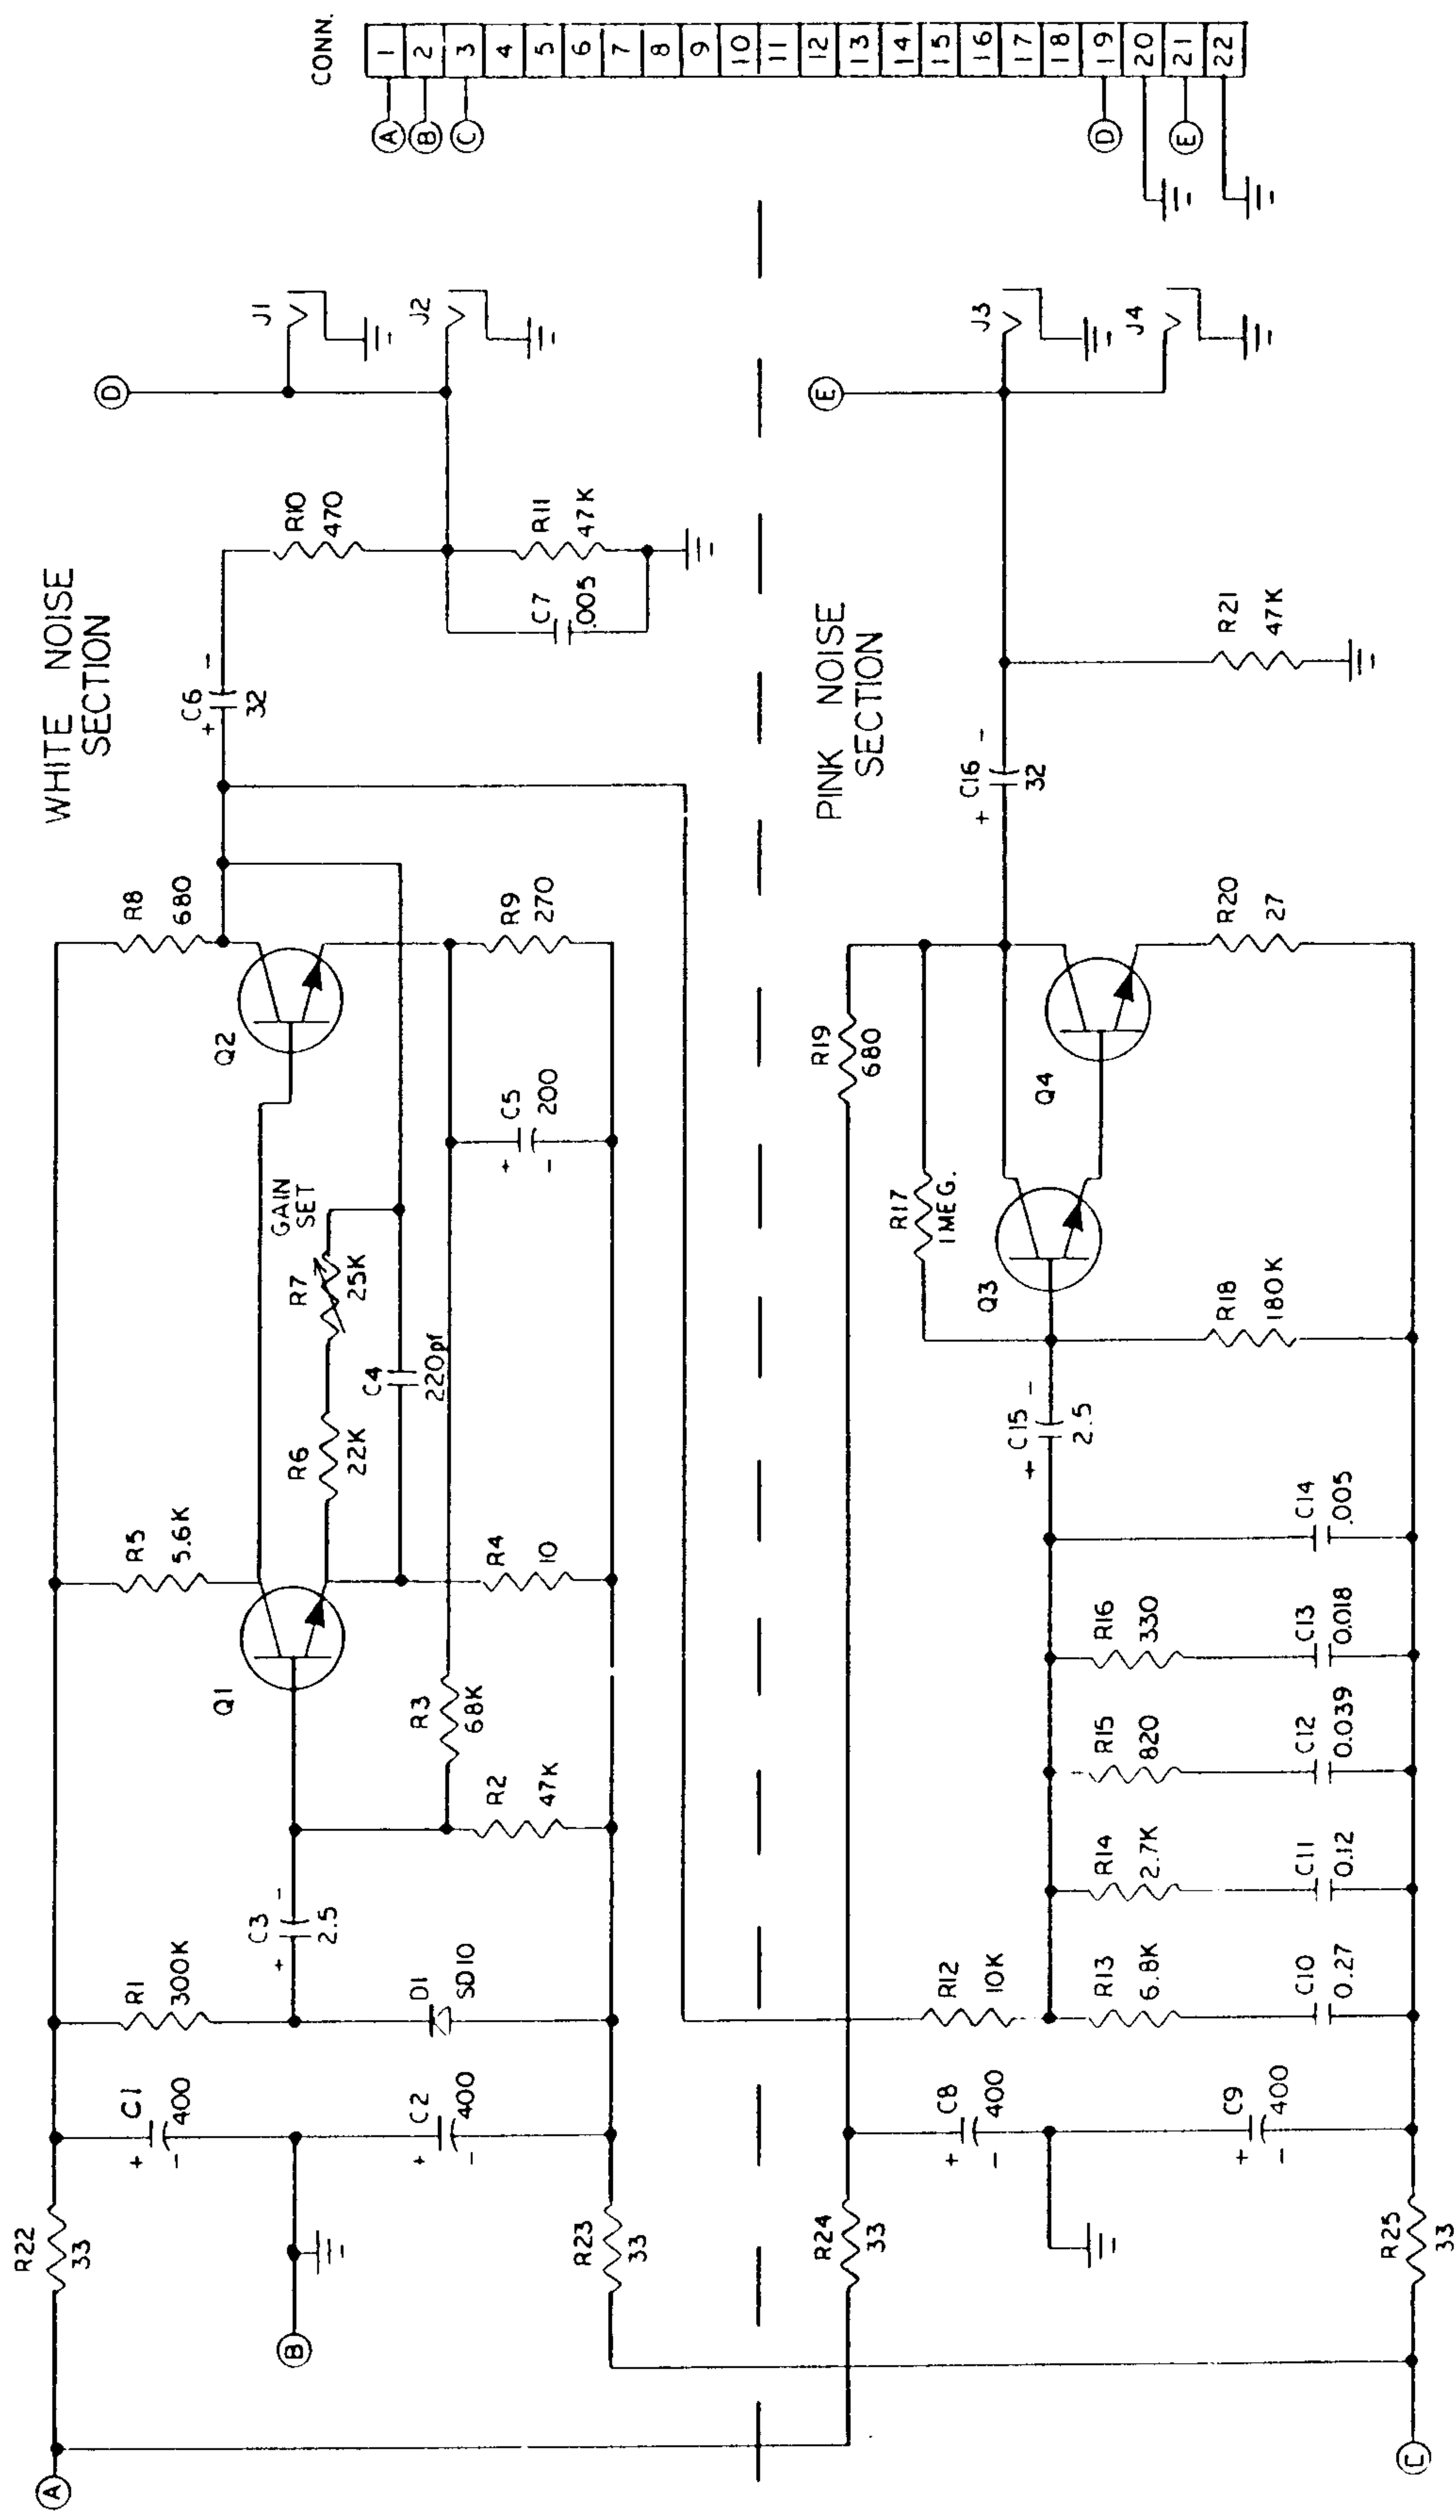 WHITE NOISE
SECTION
A
R22
33
B
C1
+
400
-
C2
+
400
-
R23
33
R1
300K
D1
SD10
C3
+ -
2.5
R2
47K
R3
68K
Q1
R5
5.6K
R4
10
R6
22K
R7
25K
GAIN
SET
C4
220pf
C5
+
200
-
Q2
R8
680
R9
270
C6
+ -
32
R10
470
R11
47K
C7
.005
D
J1
J2
PINK NOISE
SECTION
R24
33
C8
+
400
-
C9
+
400
-
R25
33
C
R12
10K
R13
6.8K
C10
0.27
R14
2.7K
C11
0.12
R15
820
C12
0.039
R16
330
C13
0.018
C14
.005
C15
+ -
2.5
R17
1MEG.
R18
180K
Q3
Q4
R19
680
R20
27
C16
+ -
32
R21
47K
E
J3
J4
CONN.
A 1
B 2
C 3
4
5
6
7
8
9
10
11
12
13
14
15
16
17
18
D 19
20
E 21
22